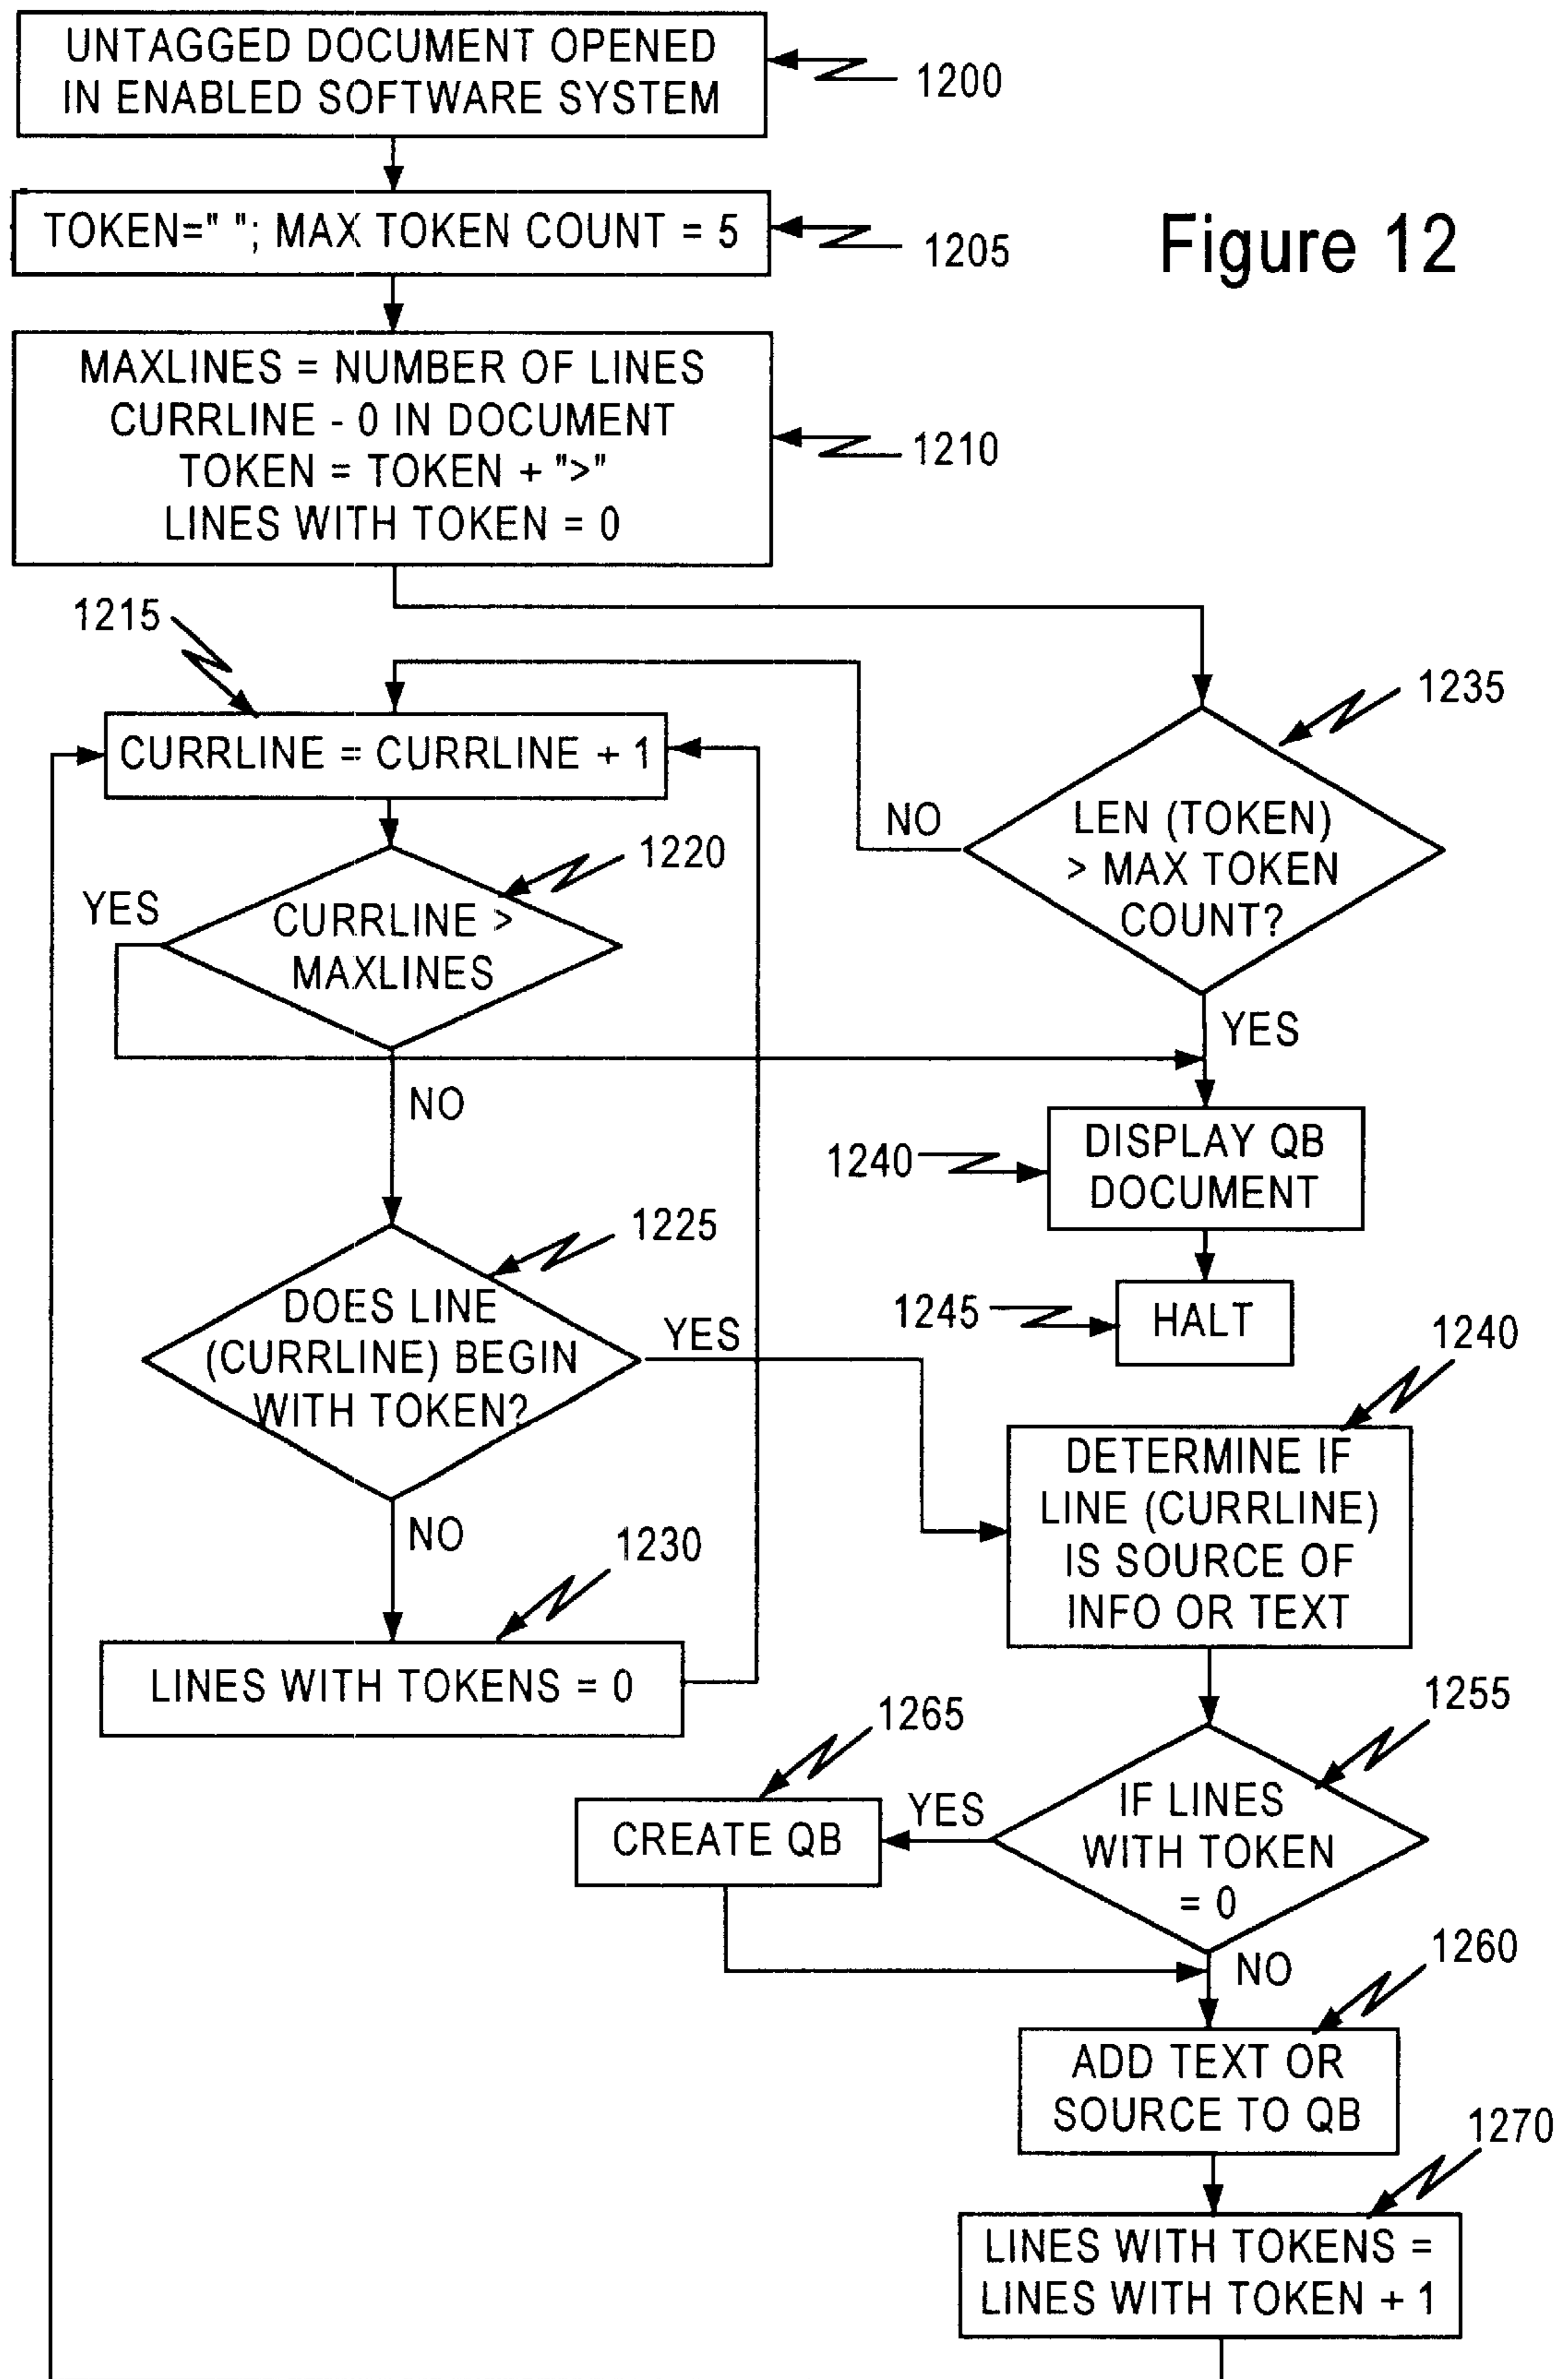 UNTAGGED DOCUMENT OPENED
IN ENABLED SOFTWARE SYSTEM
1200
TOKEN=" "; MAX TOKEN COUNT = 5
1205
Figure 12
MAXLINES = NUMBER OF LINES
CURRLINE - 0 IN DOCUMENT
TOKEN = TOKEN + ">"
LINES WITH TOKEN = 0
1210
1215
CURRLINE = CURRLINE + 1
1235
LEN (TOKEN)
> MAX TOKEN
COUNT?
NO
YES
1220
CURRLINE >
MAXLINES
YES
NO
1240
DISPLAY QB
DOCUMENT
1245
HALT
1225
DOES LINE
(CURRLINE) BEGIN
WITH TOKEN?
YES
NO
1230
LINES WITH TOKENS = 0
1240
DETERMINE IF
LINE (CURRLINE)
IS SOURCE OF
INFO OR TEXT
1255
IF LINES
WITH TOKEN
= 0
YES
NO
1265
CREATE QB
1260
ADD TEXT OR
SOURCE TO QB
1270
LINES WITH TOKENS =
LINES WITH TOKEN + 1